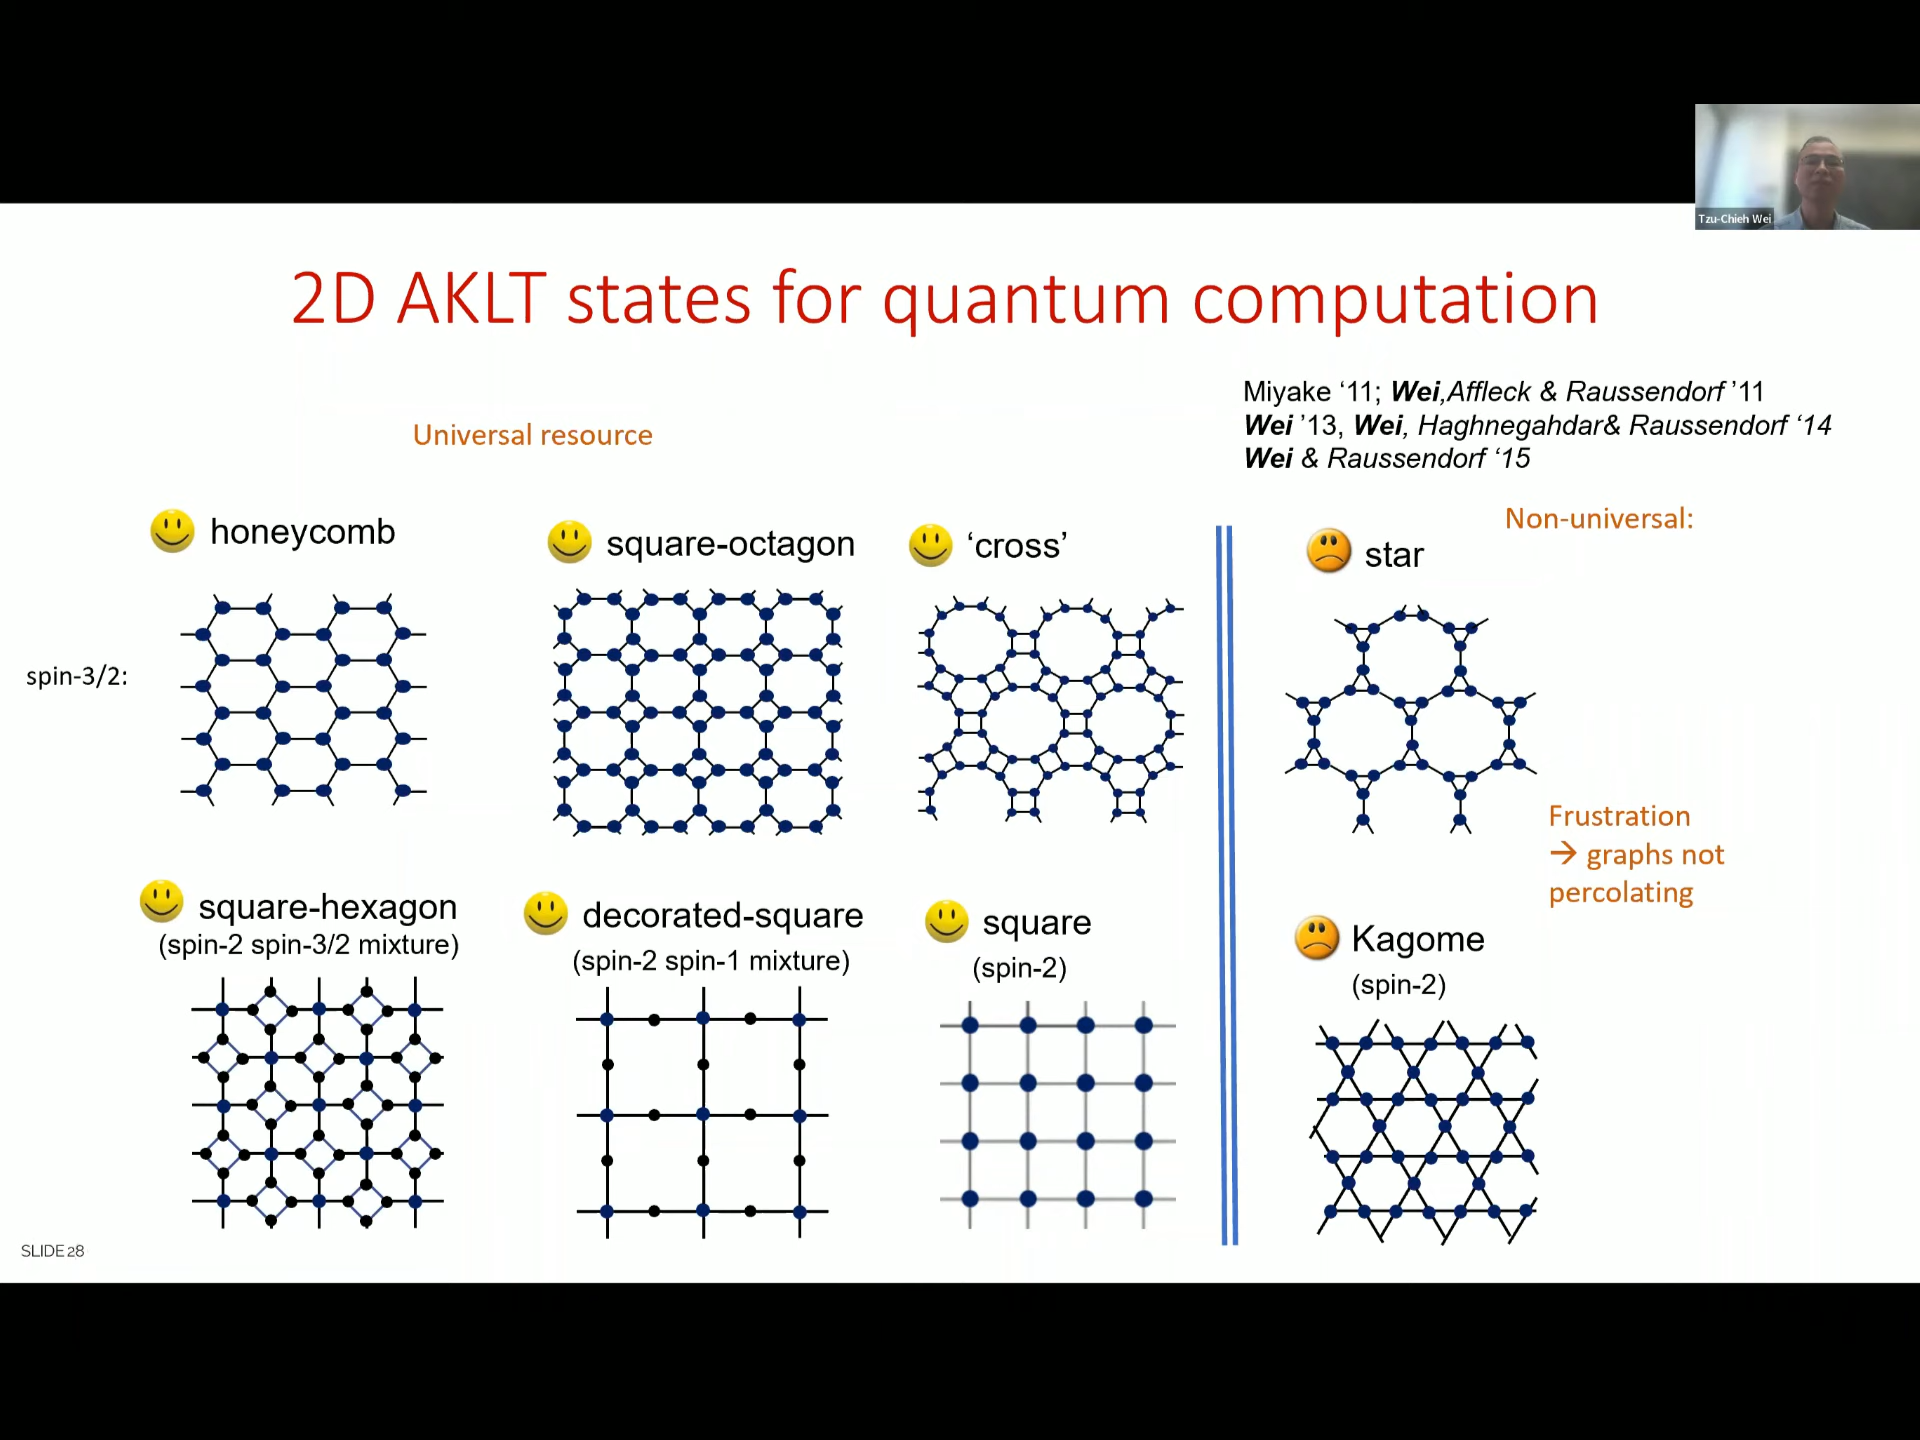 Tzu-Chieh Wei
2D AKLT states for quantum computation
Miyake ‘11; Wei,Affleck & Raussendorf ’11
Wei ’13, Wei, Haghnegahdar& Raussendorf ‘14
Wei & Raussendorf ‘15
Universal resource
Non-universal:
honeycomb
square-octagon
‘cross’
star
spin-3/2:
Frustration
→ graphs not
percolating
square-hexagon
(spin-2 spin-3/2 mixture)
decorated-square
(spin-2 spin-1 mixture)
square
(spin-2)
Kagome
(spin-2)
SLIDE 28